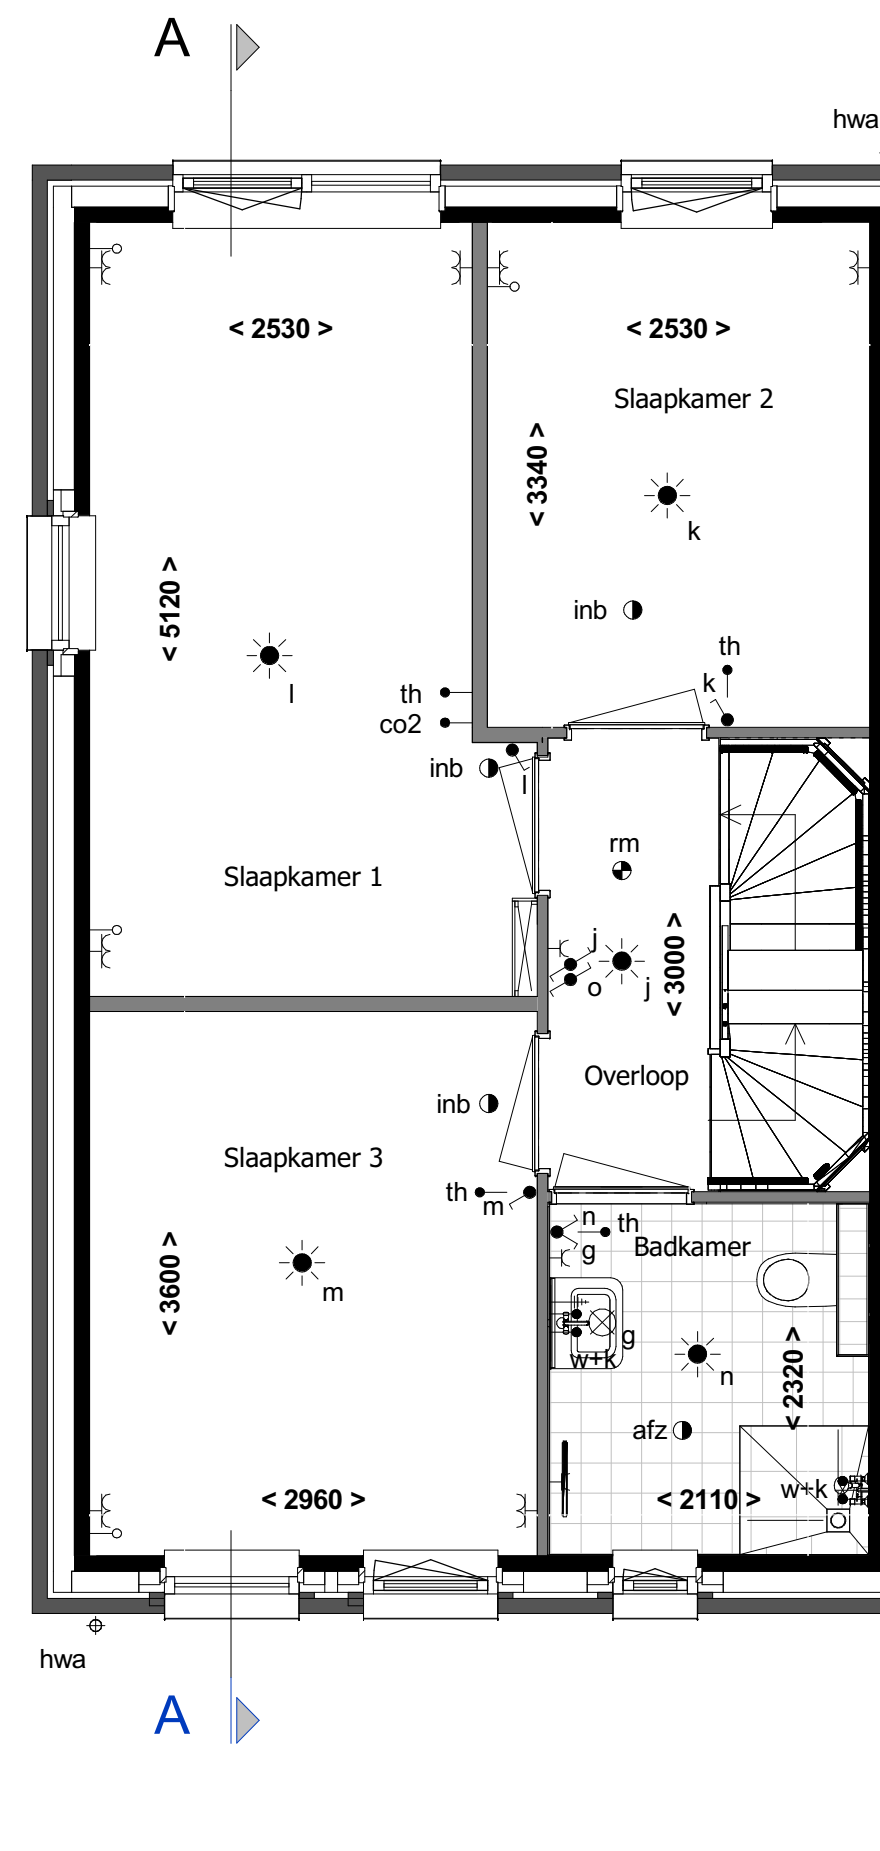 A
hwa
< 2530 >
< 2530 >
Slaapkamer 2
< 3340 >
k
< 5120 >
inb
l
th
th
k
co2
inb
l
rm
Slaapkamer 1
j
o
j
< 3000 >
Overloop
inb
Slaapkamer 3
th
m
n
th
g
Badkamer
< 3600 >
m
g
w+k
n
< 2320 >
afz
w+k
< 2960 >
< 2110 >
hwa
A